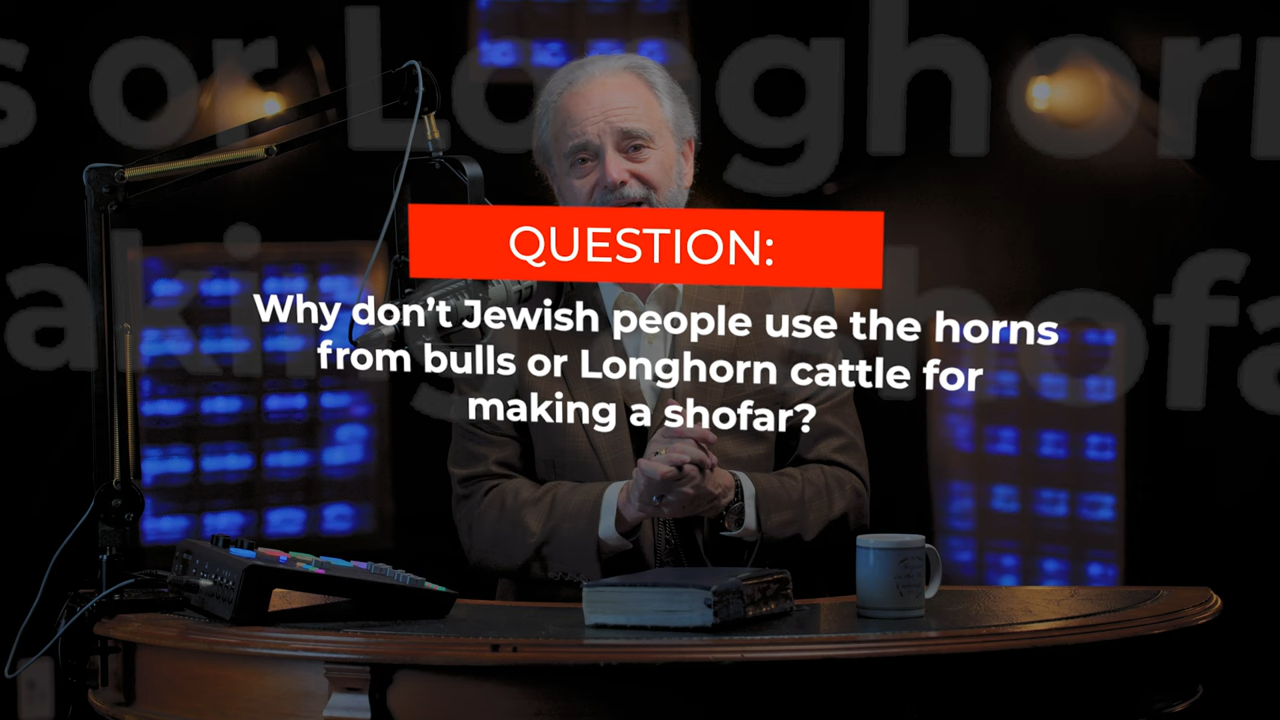 QUESTION:
Why don't Jewish people use the horns
from bulls or Longhorn cattle for
making a shofar?